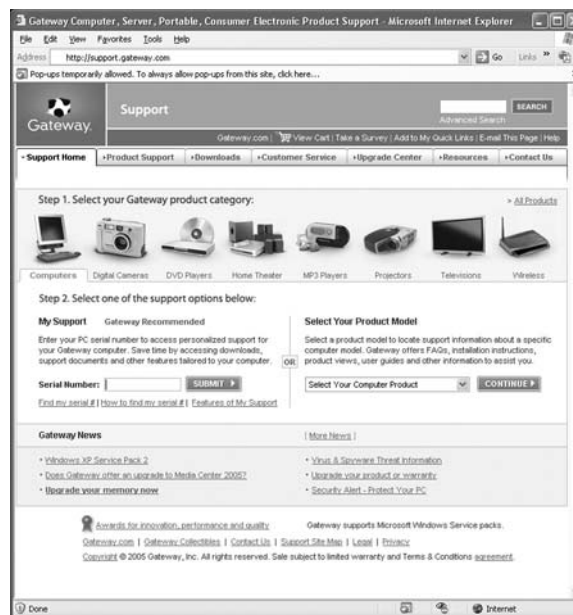 Gateway Computer, Server, Portable, Consumer Electronic Product Support - Microsoft Internet Explorer
File Edit View Favorites Tools Help
Address http://support.gateway.com Go Links »
Pop-ups temporarily allowed. To always allow pop-ups from this site, click here...
Gateway.
Support
SEARCH
Advanced Search
Gateway.com | View Cart | Take a Survey | Add to My Quick Links | E-mail This Page | Help
Support Home Product Support Downloads Customer Service Upgrade Center Resources Contact Us
Step 1. Select your Gateway product category: » All Products
Computers Digital Cameras DVD Players Home Theater MP3 Players Projectors Televisions Wireless
Step 2. Select one of the support options below:
My Support Gateway Recommended
Enter your PC serial number to access personalized support for
your Gateway computer. Save time by accessing downloads,
support documents and other features tailored to your computer.
Serial Number: SUBMIT
Find my serial # | How to find my serial # | Features of My Support
OR
Select Your Product Model
Select a product model to locate support information about a specific
computer model. Gateway offers FAQs, installation instructions,
product views, user guides and other information to assist you.
Select Your Computer Product CONTINUE
Gateway News | More News |
• Windows XP Service Pack 2
• Does Gateway offer an upgrade to Media Center 2005?
• Upgrade your memory now
• Virus & Spyware Threat Information
• Upgrade your product or warranty
• Security Alert - Protect Your PC
Awards for innovation, performance and quality Gateway supports Microsoft Windows Service packs.
Gateway.com | Gateway Collectibles | Contact Us | Support Site Map | Legal | Privacy
Copyright © 2005 Gateway, Inc. All rights reserved. Sale subject to limited warranty and Terms & Conditions agreement.
Done Internet